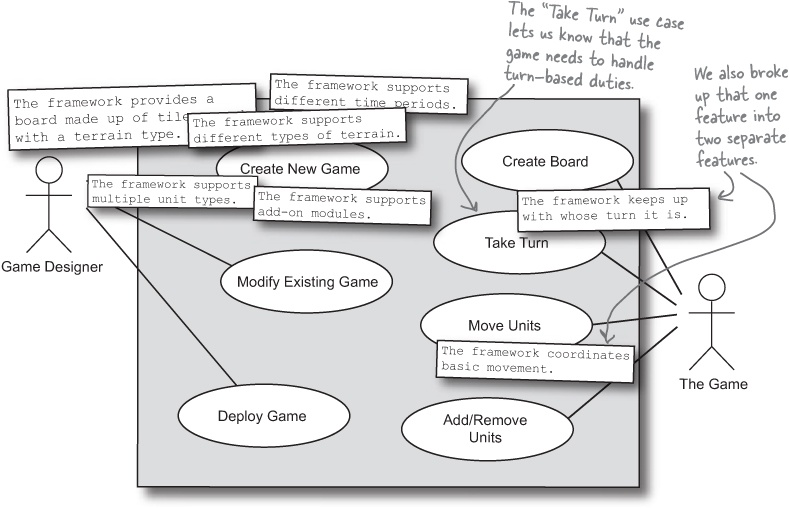 The "Take Turn" use case
lets us know that the
game needs to handle
turn-based duties.
We also broke
up that one
feature into
two separate
features.
The framework supports
different time periods.
The framework provides a
board made up of tile
with a terrain type.
The framework supports
different types of terrain.
Create New Game
Create Board
The framework supports
multiple unit types.
The framework supports
add-on modules.
The framework keeps up
with whose turn it is.
Take Turn
Game Designer
Modify Existing Game
Move Units
The framework coordinates
basic movement.
The Game
Deploy Game
Add/Remove
Units